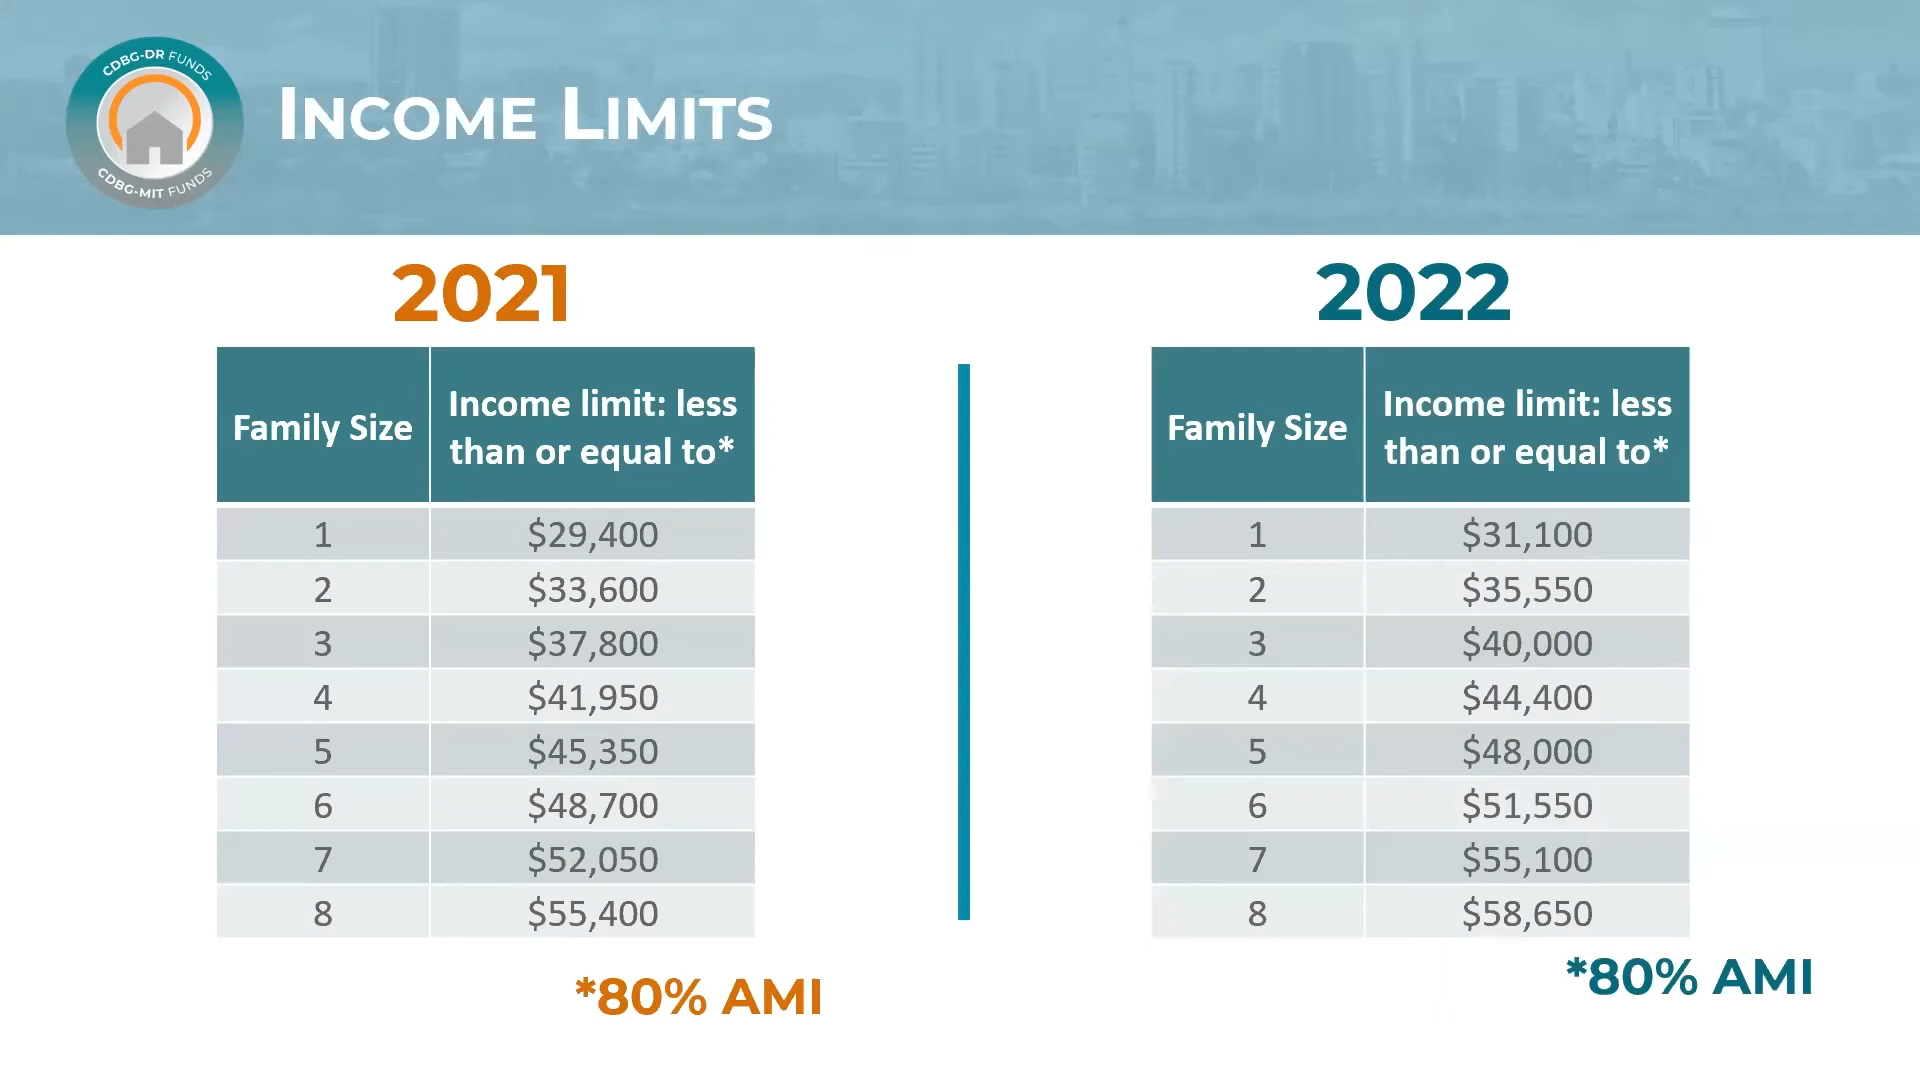 CDBG-DR FUNDS
CDBG-MIT FUNDS
INCOME LIMITS
2021
Family Size
Income limit: less
than or equal to*
1 $29,400
2 $33,600
3 $37,800
4 $41,950
5 $45,350
6 $48,700
7 $52,050
8 $55,400
*80% AMI
2022
Family Size
Income limit: less
than or equal to*
1 $31,100
2 $35,550
3 $40,000
4 $44,400
5 $48,000
6 $51,550
7 $55,100
8 $58,650
*80% AMI